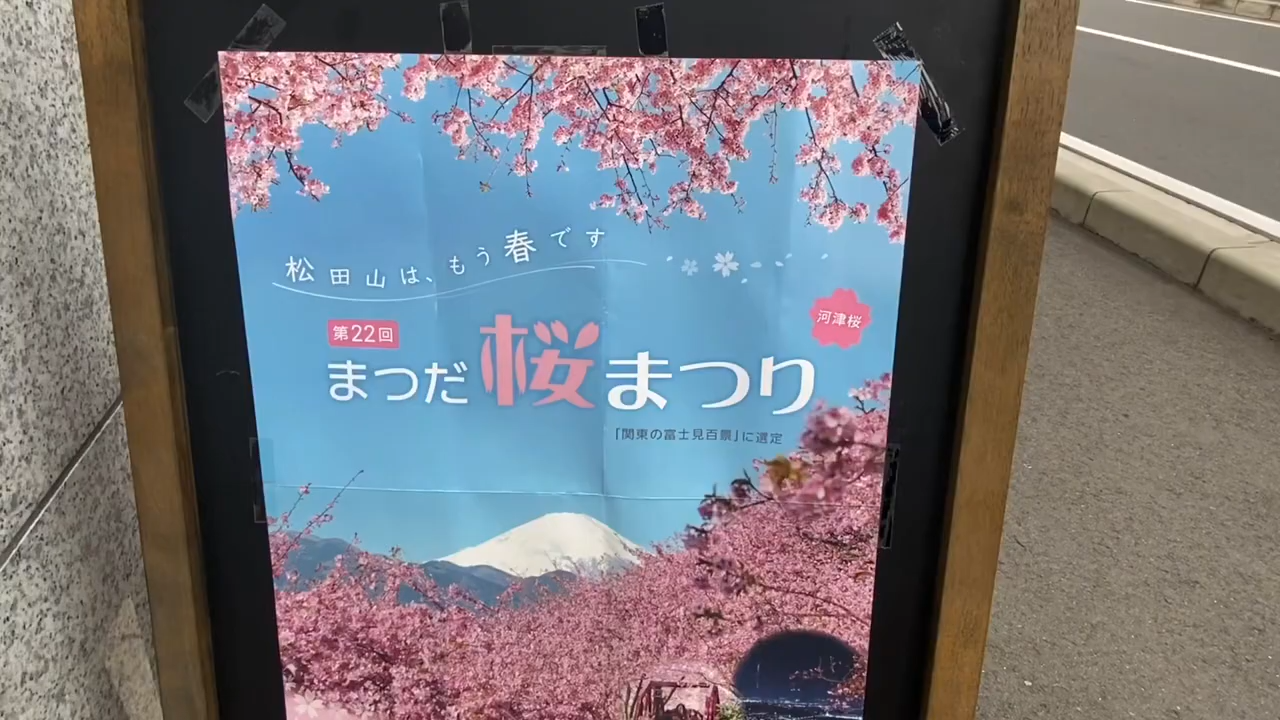 松田山は、もう春です
第22回
河津桜
まつだ桜まつり
「関東の富士見百景」に選定